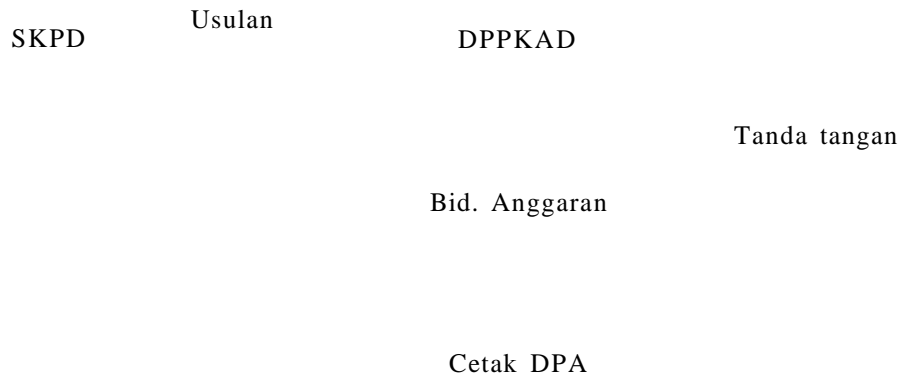 Usulan
SKPD
DPPKAD
Tanda tangan
Bid. Anggaran
Cetak DPA